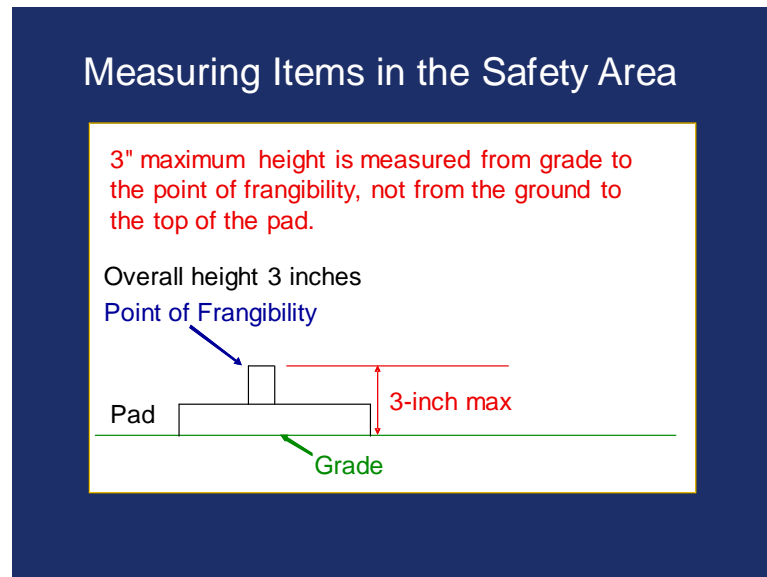 Measuring Items in the Safety Area
3" maximum height is measured from grade to
the point of frangibility, not from the ground to
the top of the pad.
Overall height 3 inches
Point of Frangibility
Pad
3-inch max
Grade